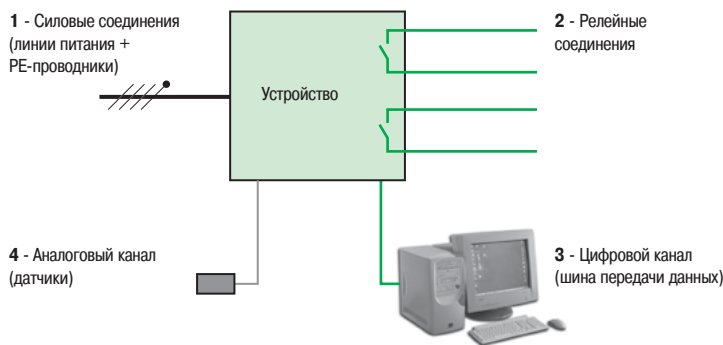 1 - Силовые соединения
(линии питания +
PE-проводники)
2 - Релейные
соединения
Устройство
4 - Аналоговый канал
(датчики)
3 - Цифровой канал
(шина передачи данных)